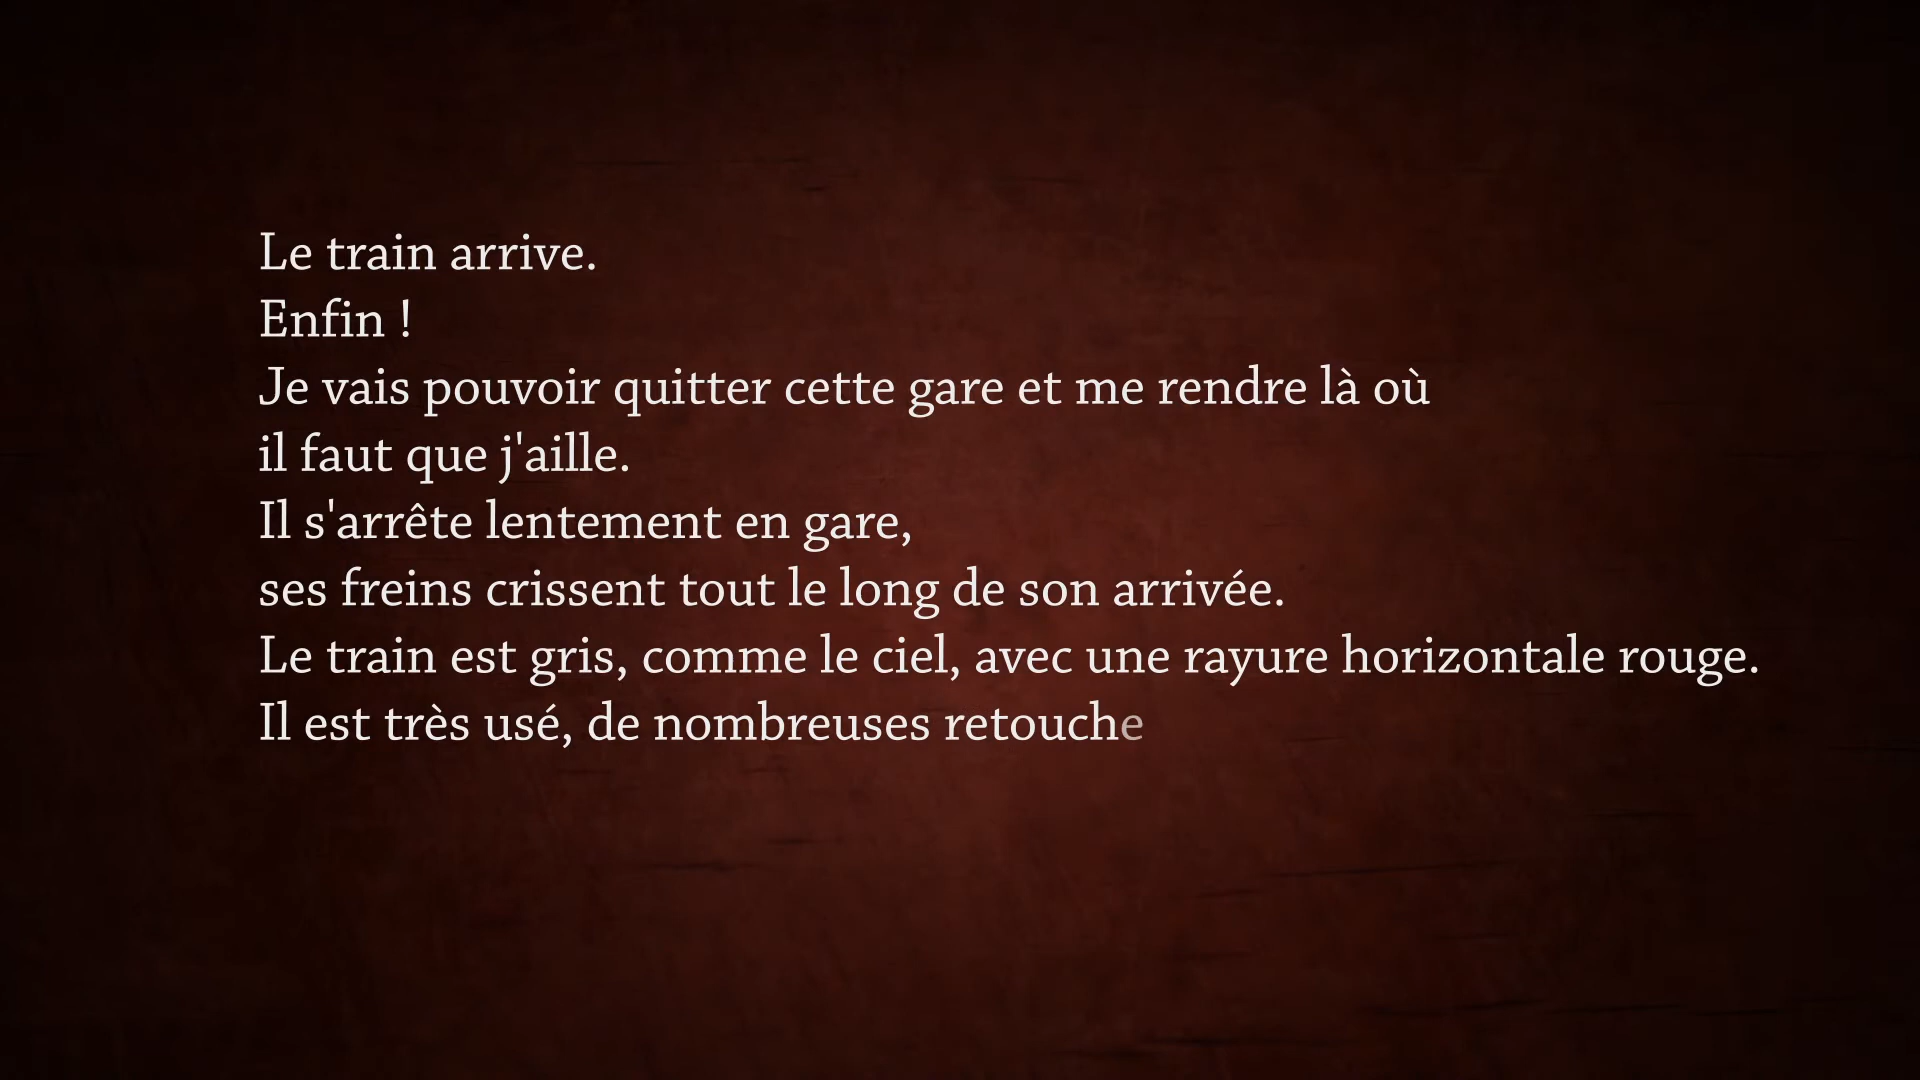 Le train arrive.
Enfin !
Je vais pouvoir quitter cette gare et me rendre là où
il faut que j'aille.
Il s'arrête lentement en gare,
ses freins crissent tout le long de son arrivée.
Le train est gris, comme le ciel, avec une rayure horizontale rouge.
Il est très usé, de nombreuses retouche